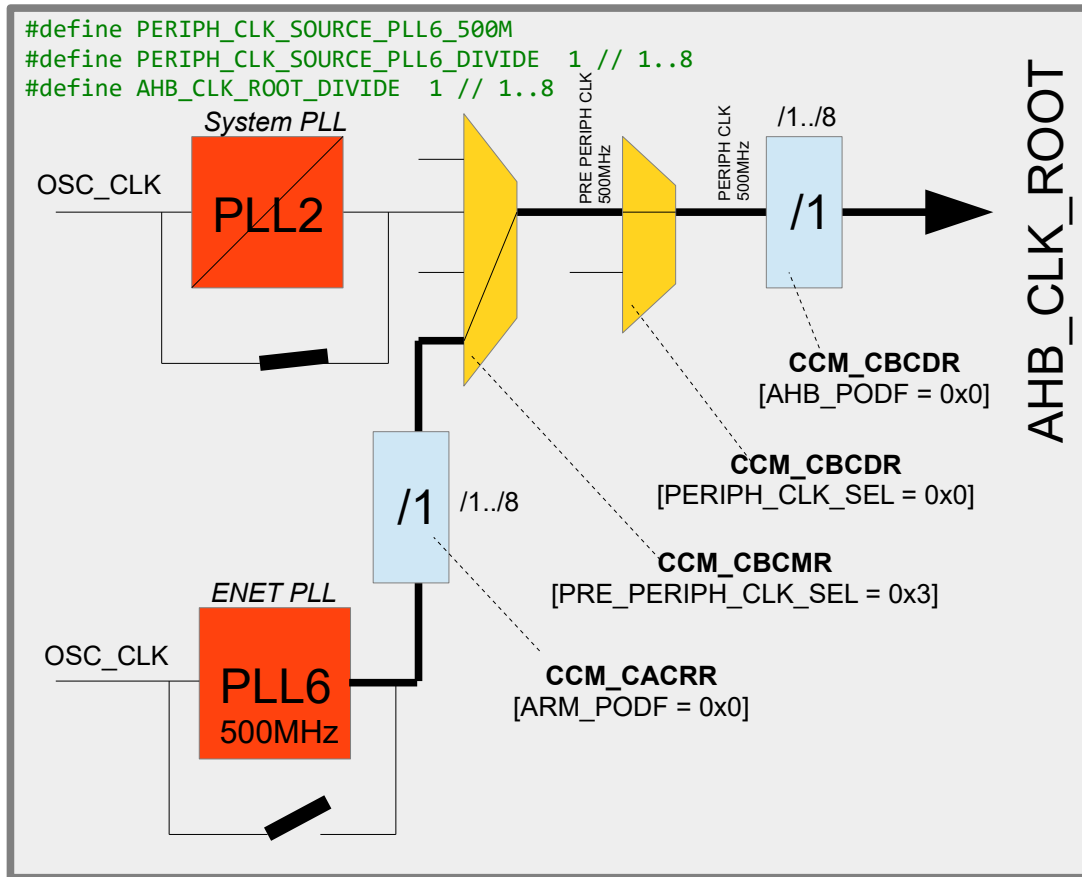 #define PERIPH_CLK_SOURCE_PLL6_500M
#define PERIPH_CLK_SOURCE_PLL6_DIVIDE  1 // 1..8
#define AHB_CLK_ROOT_DIVIDE  1 // 1..8
System PLL
OSC_CLK
PLL2
PRE PERIPH CLK
500MHz
PERIPH CLK
500MHz
/1../8
/1
AHB_CLK_ROOT
CCM_CBCDR
[AHB_PODF = 0x0]
CCM_CBCDR
[PERIPH_CLK_SEL = 0x0]
/1
/1../8
CCM_CBCMR
[PRE_PERIPH_CLK_SEL = 0x3]
ENET PLL
OSC_CLK
PLL6
500MHz
CCM_CACRR
[ARM_PODF = 0x0]